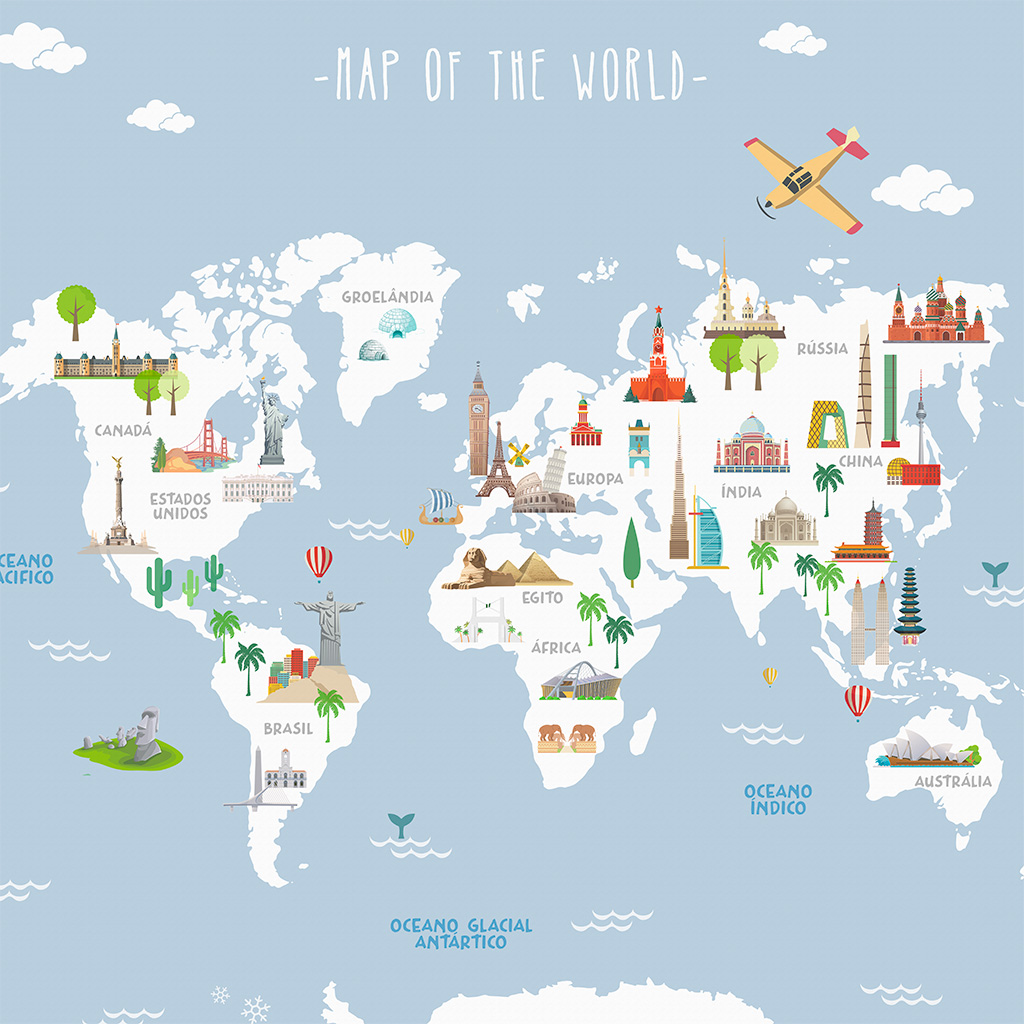 -MAP OF THE WORLD-
GROELÂNDIA
RÚSSIA
CANADÁ
CHINA
EUROPA
ESTADOS
UNIDOS
ÍNDIA
CEANO
ACIFICO
EGITO
ÁFRICA
BRASIL
AUSTRÁLIA
OCEANO
ÍNDICO
OCEANO GLACIAL
ANTÁRTICO